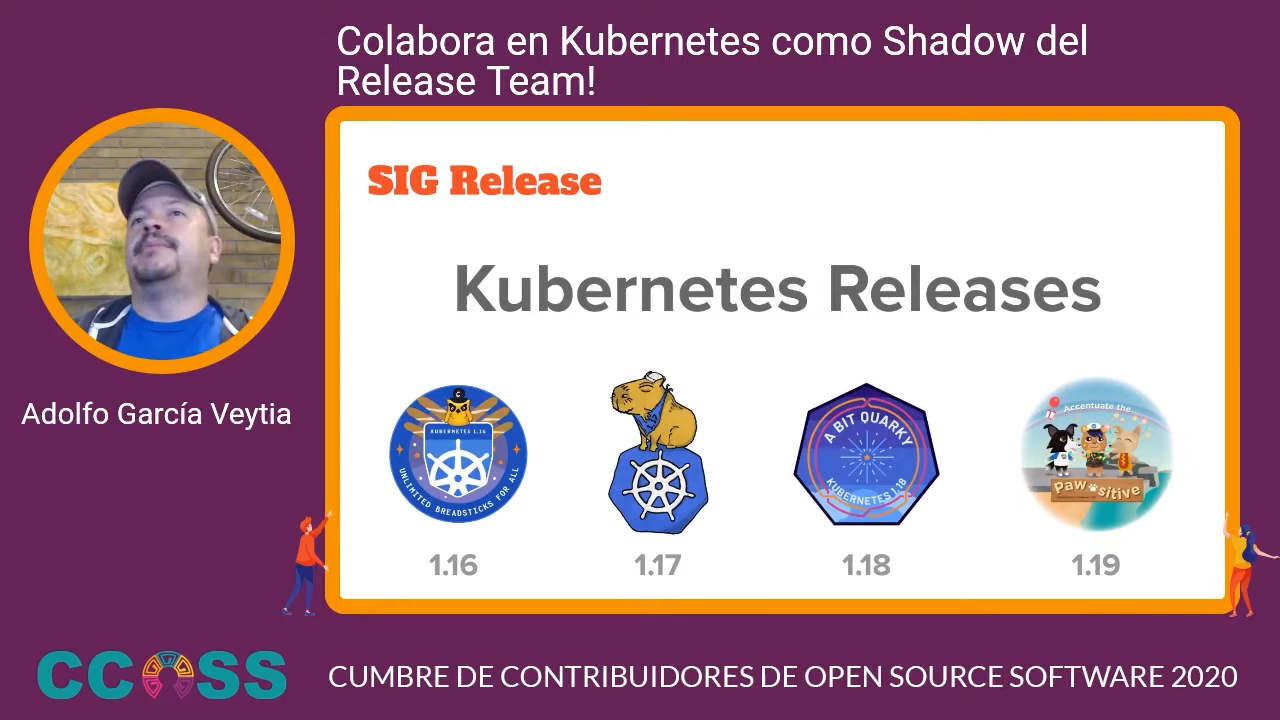 Colabora en Kubernetes como Shadow del
Release Team!
SIG Release
Kubernetes Releases
Adolfo García Veytia
C
KUBERNETES 1.16
UNLIMITED BREADSTICKS FOR ALL
A BIT QUARKY
KUBERNETES 1.18
Accentuate the...
Paw sitive
1.16
1.17
1.18
1.19
CCOSS
CUMBRE DE CONTRIBUIDORES DE OPEN SOURCE SOFTWARE 2020